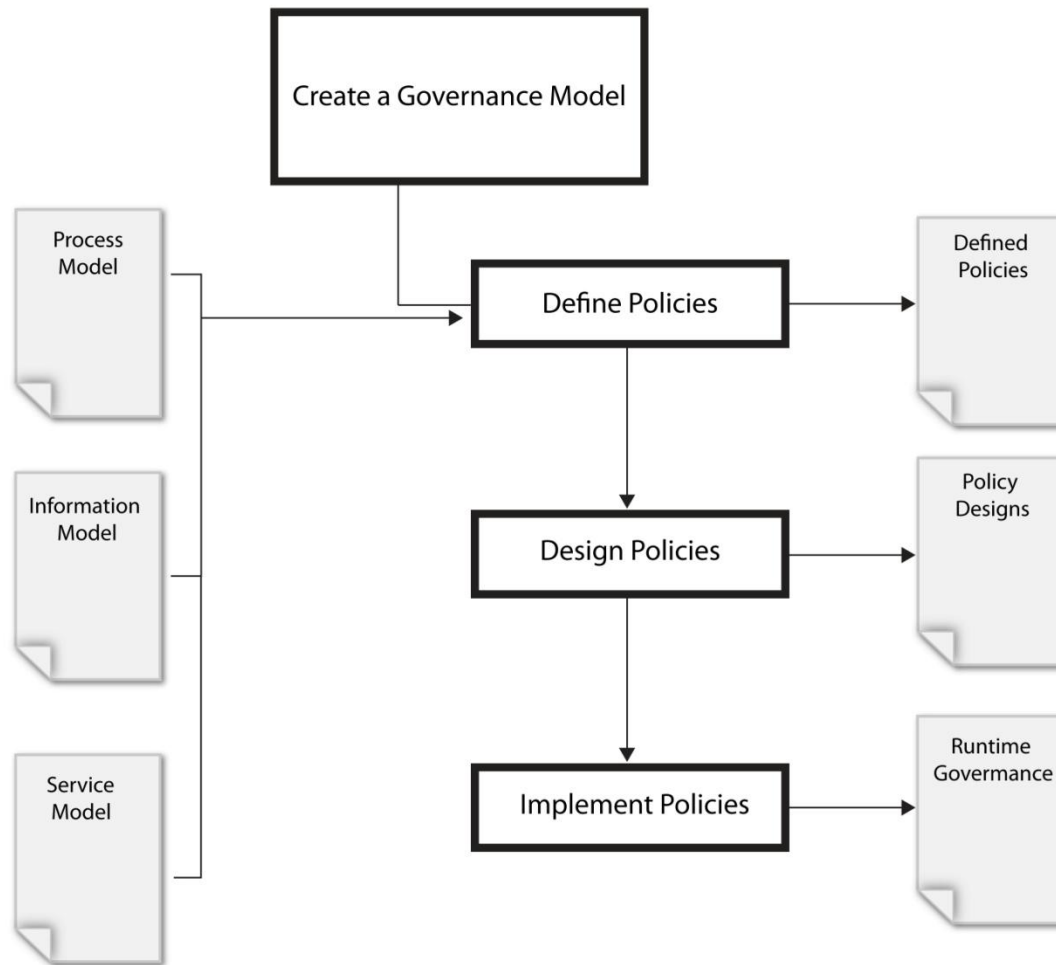 Create a Governance Model
Process
Model
Defined
Policies
Define Policies
Information
Model
Policy
Designs
Design Policies
Service
Model
Runtime
Govermance
Implement Policies